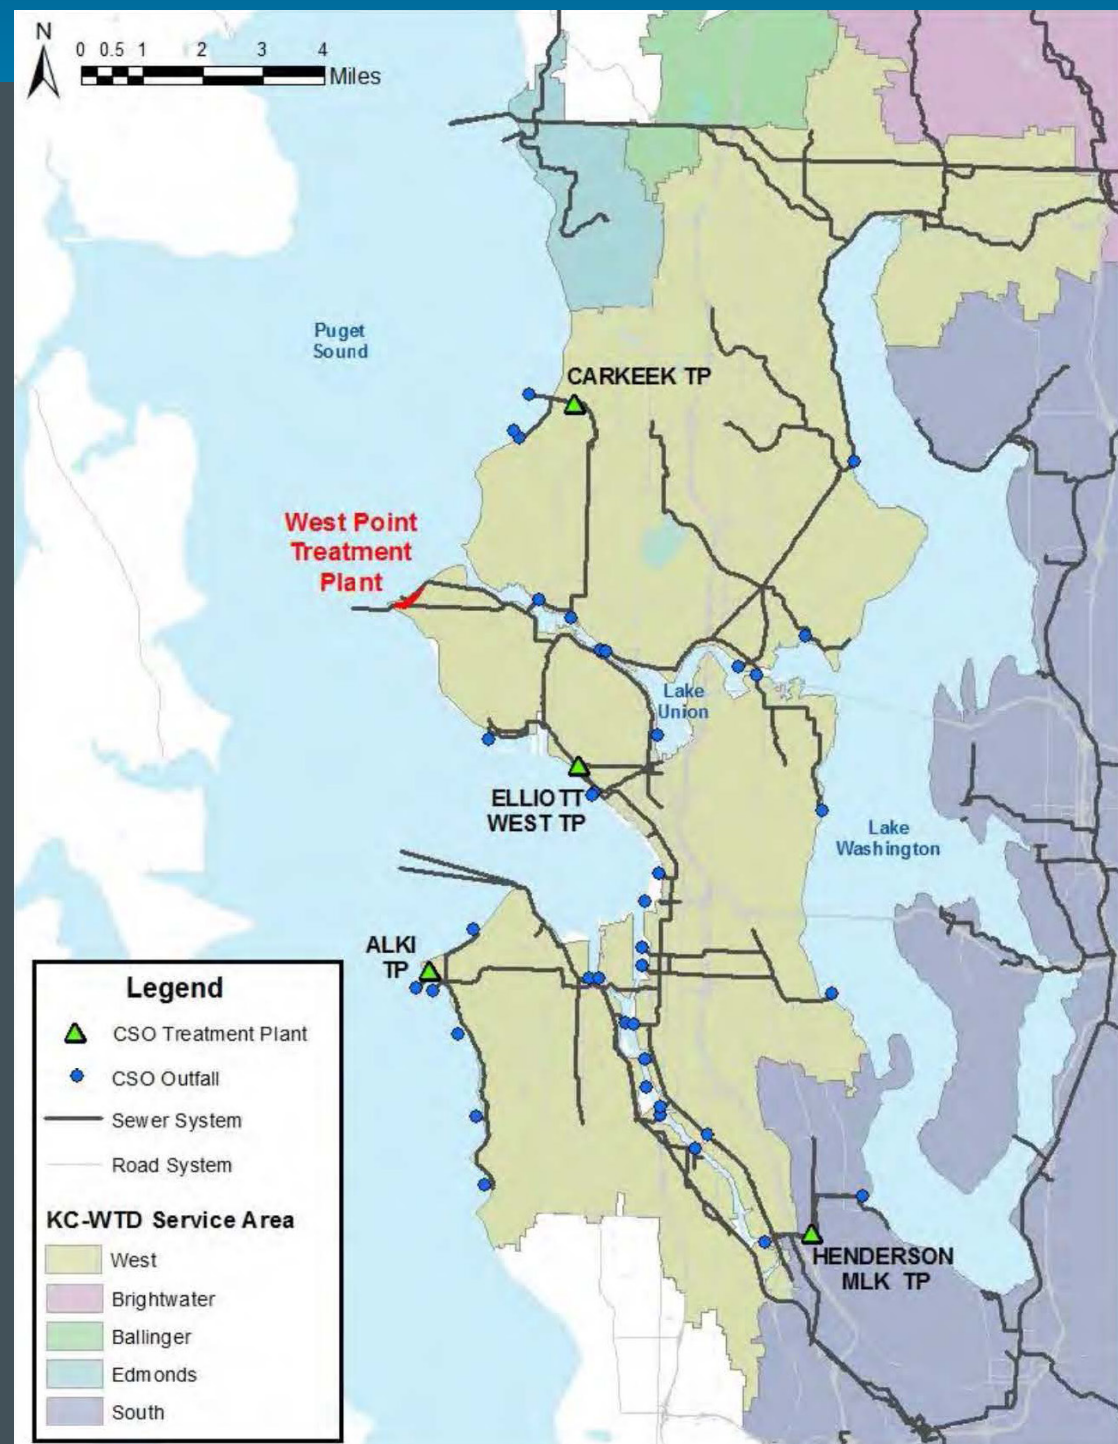 N
0 0.5 1 2 3 4
Miles
Puget
Sound
CARKEEK TP
West Point
Treatment
Plant
Lake
Union
ELLIOTT
WEST TP
Lake
Washington
ALKI
TP
HENDERSON
MLK TP
Legend
CSO Treatment Plant
CSO Outfall
Sewer System
Road System
KC-WTD Service Area
West
Brightwater
Ballinger
Edmonds
South